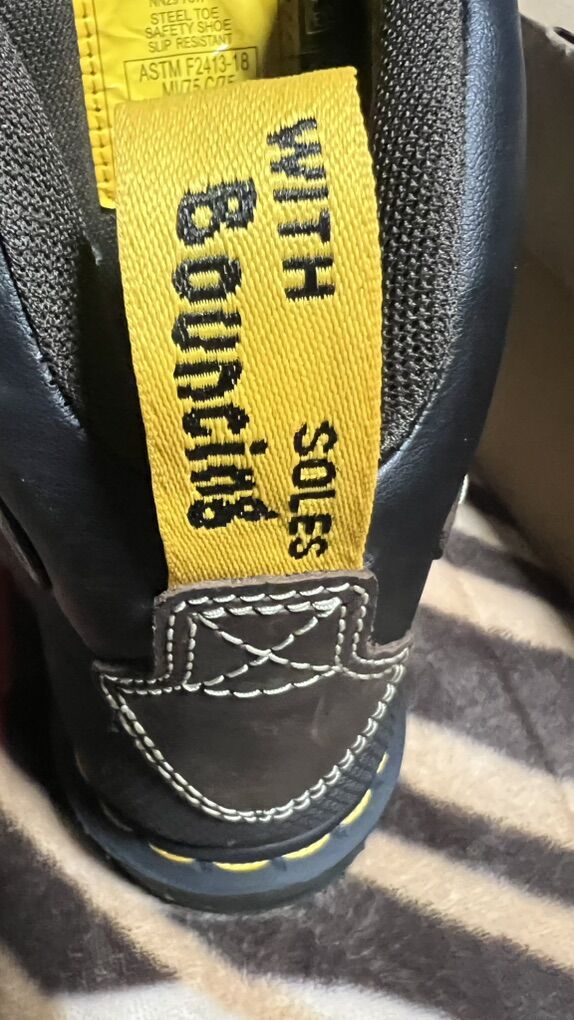 STEEL TOE
SAFETY SHOE
SLIP RESISTANT
ASTM F2413-18
WITH
Bouncing
SOLES